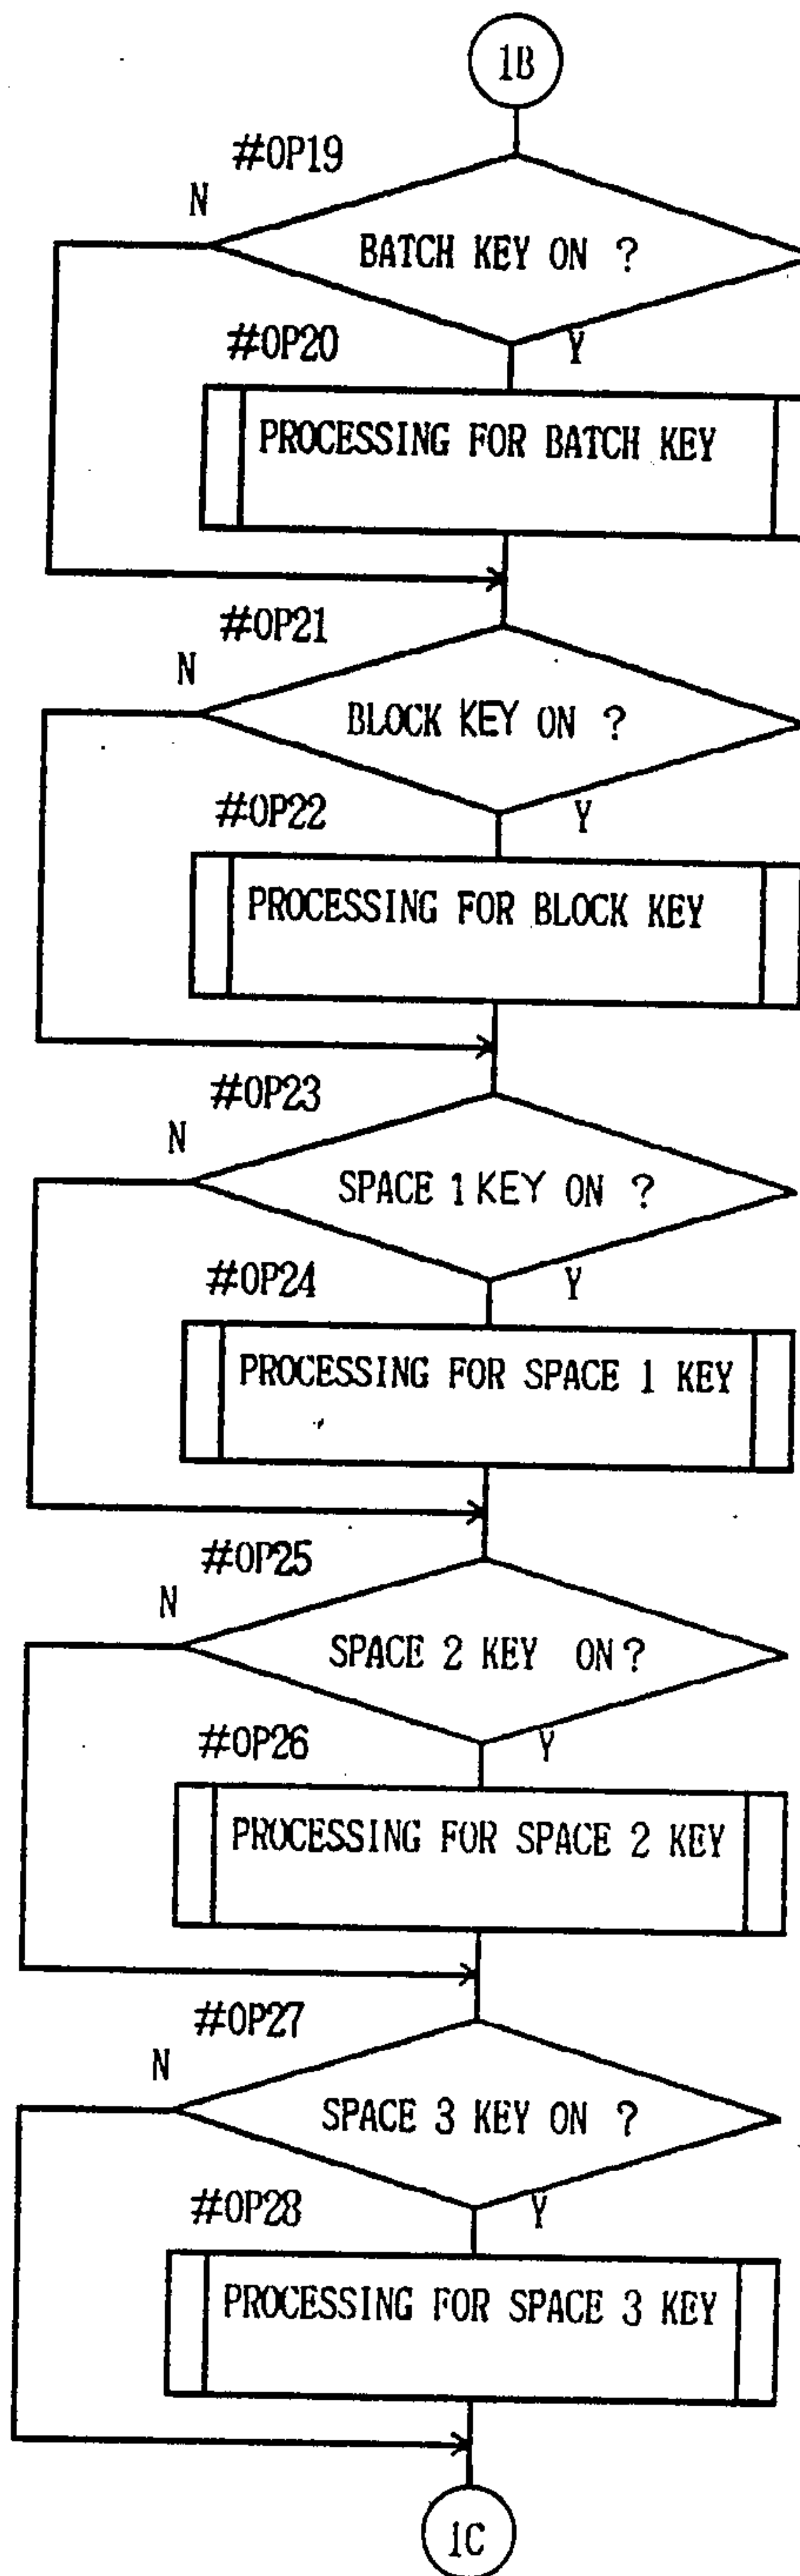 1B
#OP19
N
BATCH KEY ON ?
#OP20
Y
PROCESSING FOR BATCH KEY
#OP21
N
BLOCK KEY ON ?
#OP22
Y
PROCESSING FOR BLOCK KEY
#OP23
N
SPACE 1 KEY ON ?
#OP24
Y
PROCESSING FOR SPACE 1 KEY
#OP25
N
SPACE 2 KEY ON ?
#OP26
Y
PROCESSING FOR SPACE 2 KEY
#OP27
N
SPACE 3 KEY ON ?
#OP28
Y
PROCESSING FOR SPACE 3 KEY
1C